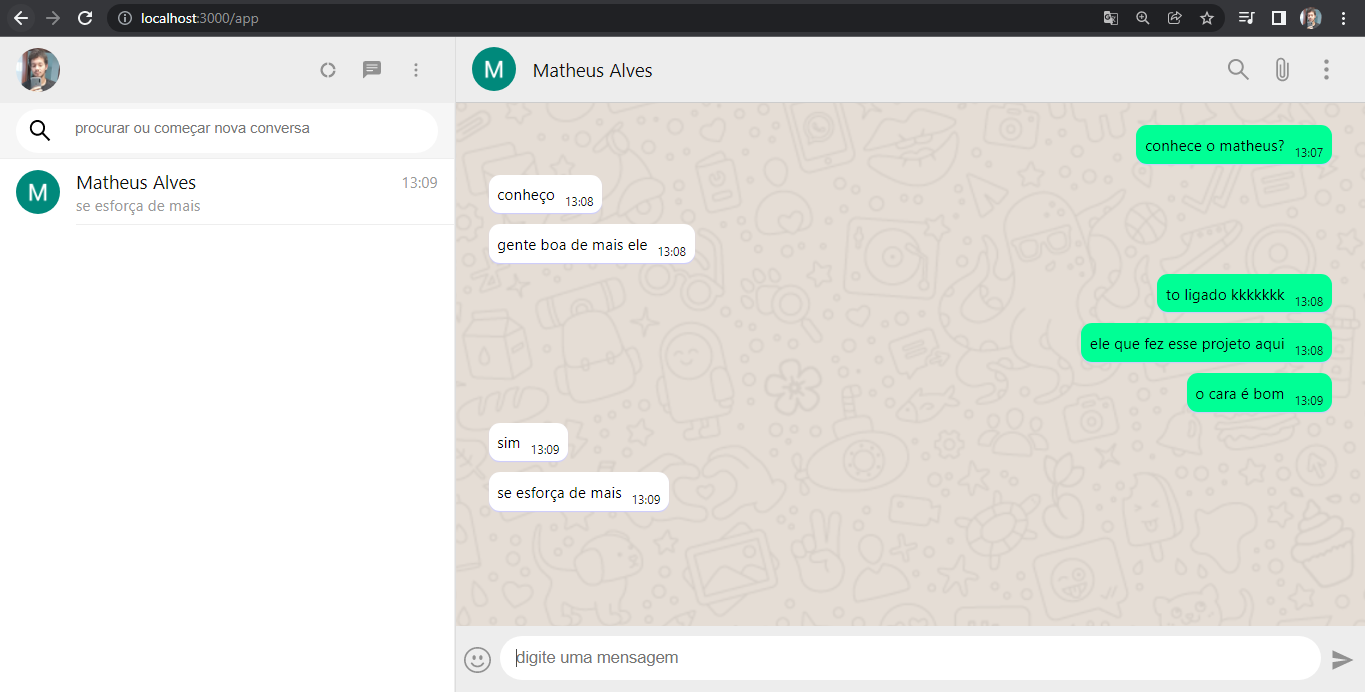 localhost:3000/app
M
Matheus Alves
procurar ou começar nova conversa
M
Matheus Alves
13:09
se esforça de mais
conhece o matheus? 13:07
conheço 13:08
gente boa de mais ele 13:08
to ligado kkkkkkk 13:08
ele que fez esse projeto aqui 13:08
o cara é bom 13:09
sim 13:09
se esforça de mais 13:09
digite uma mensagem